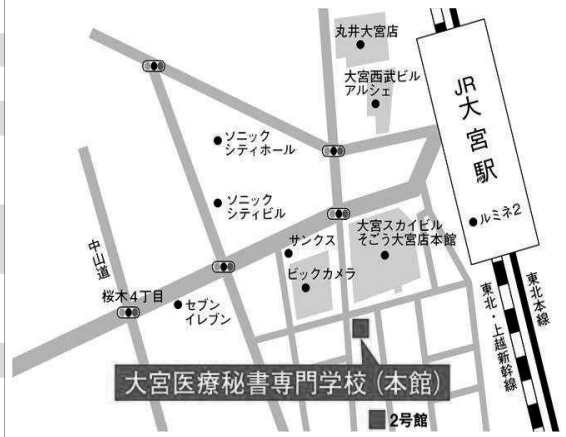 丸井大宮店
大宮西武ビル
アルシェ
JR大宮駅
ソニック
シティホール
ソニック
シティビル
大宮スカイビル
そごう大宮店本館
ルミネ2
サンクス
ビックカメラ
中山道
桜木4丁目
セブン
イレブン
東北・上越新幹線
東北本線
大宮医療秘書専門学校(本館)
2号館